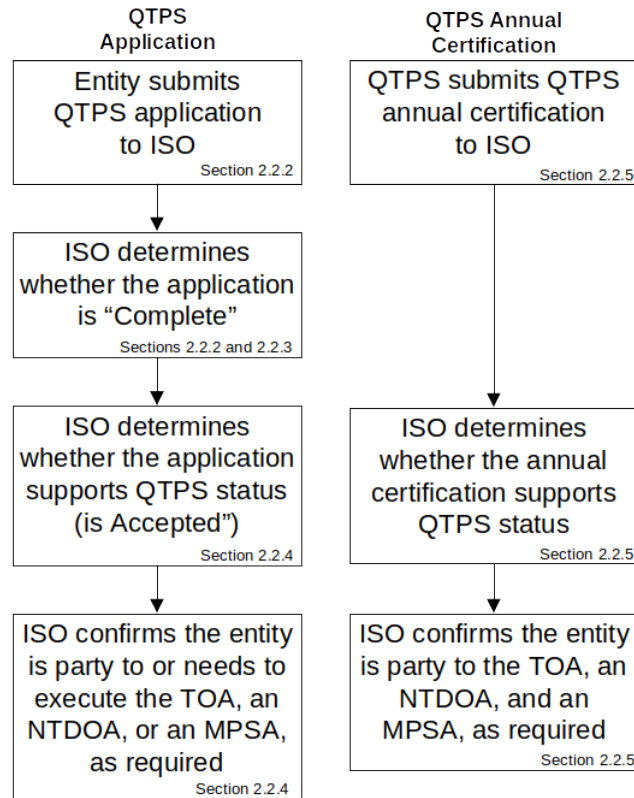 QTPS
Application
Entity submits
QTPS application
to ISO
Section 2.2.2
ISO determines
whether the application
is “Complete”
Sections 2.2.2 and 2.2.3
ISO determines
whether the application
supports QTPS status
(is Accepted”)
Section 2.2.4
ISO confirms the entity
is party to or needs to
execute the TOA, an
NTDOA, or an MPSA,
as required
Section 2.2.4
QTPS Annual
Certification
QTPS submits QTPS
annual certification
to ISO
Section 2.2.5
ISO determines
whether the annual
certification supports
QTPS status
Section 2.2.5
ISO confirms the entity
is party to the TOA, an
NTDOA, and an
MPSA, as required
Section 2.2.5